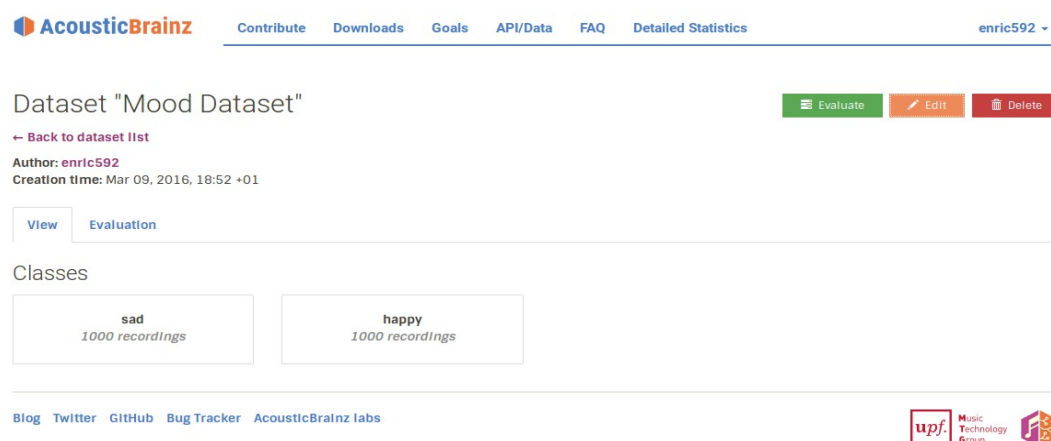 AcousticBrainz Contribute Downloads Goals API/Data FAQ Detailed Statistics enric592
Dataset "Mood Dataset" Evaluate Edit Delete
← Back to dataset list
Author: enric592
Creation time: Mar 09, 2016, 18:52 +01
View Evaluation
Classes
sad happy
1000 recordings 1000 recordings
Blog Twitter GitHub Bug Tracker AcousticBrainz labs
upf. Music
Technology
Group